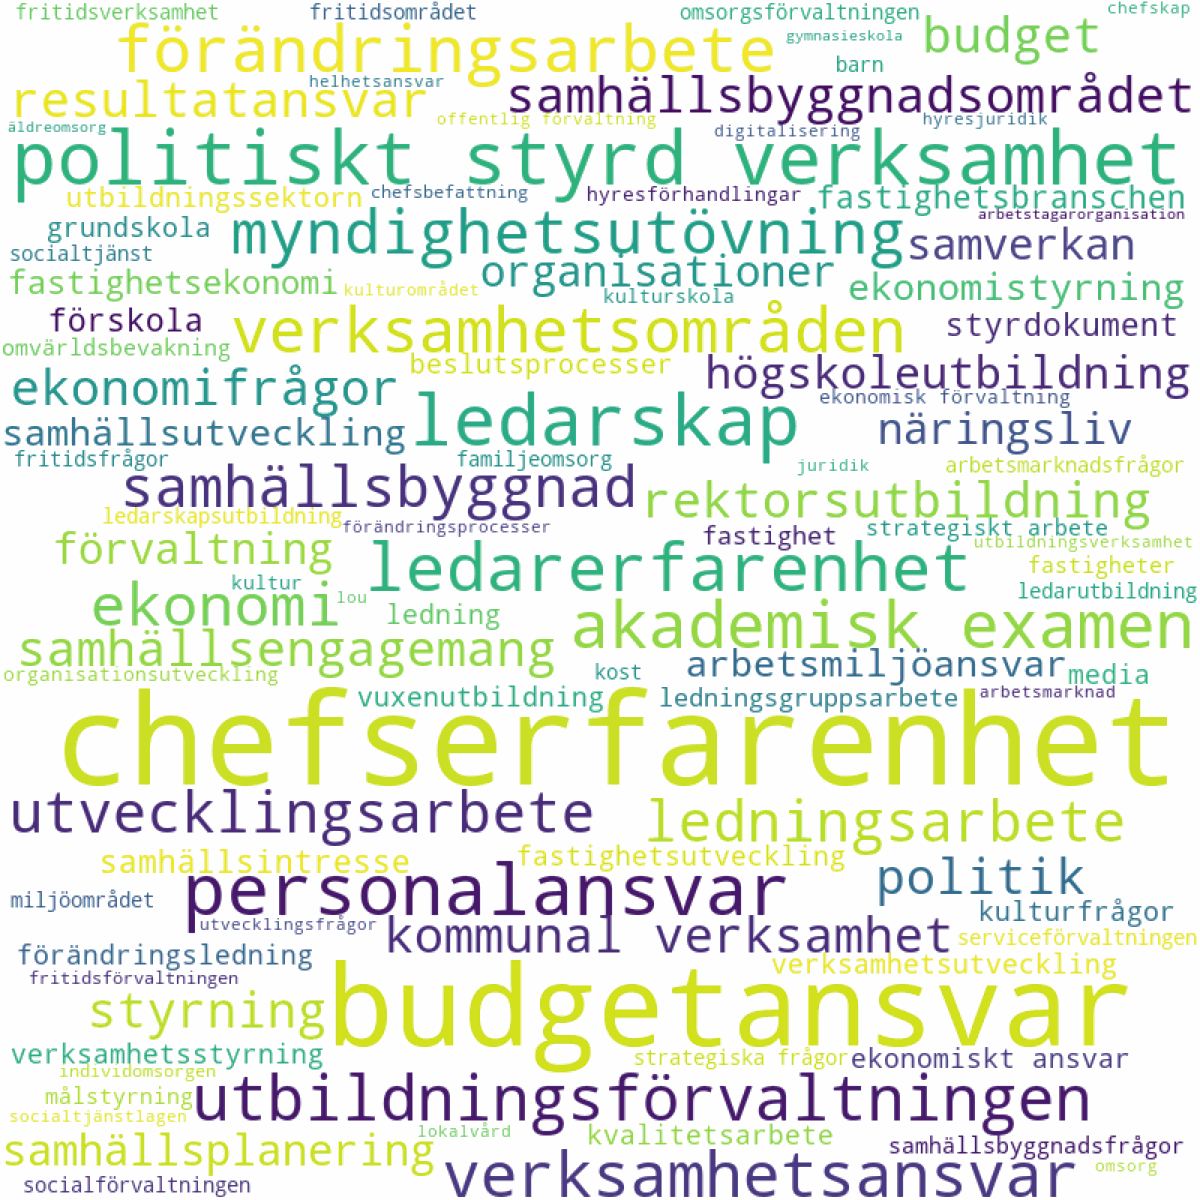 fritidsverksamhet
fritidsområdet
omsorgsförvaltningen
chefskap
förändringsarbete
gymnasieskola
budget
barn
helhetsansvar
resultatansvar
samhällsbyggnadsområdet
äldreomsorg
offentlig förvaltning
digitalisering
hyresjuridik
politiskt styrd verksamhet
utbildningssektorn
chefsbefattning
hyresförhandlingar
fastighetsbranschen
grundskola
myndighetsutövning
arbetstagarorganisation
samverkan
socialtjänst
organisationer
fastighetsekonomi
kulturområdet
kulturskola
ekonomistyrning
förskola
verksamhetsområden
styrdokument
omvärldsbevakning
beslutsprocesser
högskoleutbildning
ekonomifrågor
ledarskap
ekonomisk förvaltning
samhällsutveckling
näringsliv
fritidsfrågor
familjeomsorg
juridik
arbetsmarknadsfrågor
samhällsbyggnad
rektorsutbildning
ledarskapsutbildning
förändringsprocesser
fastighet
strategiskt arbete
förvaltning
ledarerfarenhet
utbildningsverksamhet
fastigheter
kultur
ekonomi
lou
ledning
ledarutbildning
akademisk examen
samhällsengagemang
organisationsutveckling
kost
arbetsmiljöansvar
media
vuxenutbildning
ledningsgruppsarbete
arbetsmarknad
chefserfarenhet
utvecklingsarbete
ledningsarbete
samhällsintresse
fastighetsutveckling
miljöområdet
personalansvar
politik
kulturfrågor
utvecklingsfrågor
kommunal verksamhet
serviceförvaltningen
förändringsledning
verksamhetsutveckling
fritidsförvaltningen
styrning
budgetansvar
verksamhetsstyrning
strategiska frågor
ekonomiskt ansvar
individomsorgen
målstyrning
utbildningsförvaltningen
socialtjänstlagen
lokalvård
kvalitetsarbete
samhällsbyggnadsfrågor
samhällsplanering
verksamhetsansvar
omsorg
socialförvaltningen